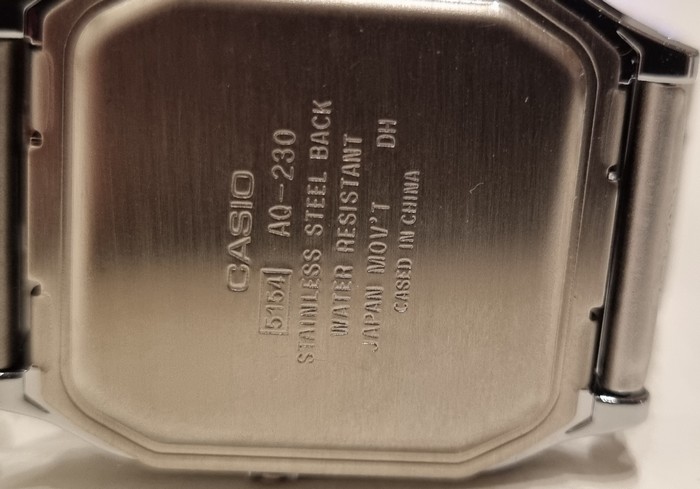 CASIO
5154 AQ-230
STAINLESS STEEL BACK
WATER RESISTANT
JAPAN MOV'T DH
CASED IN CHINA